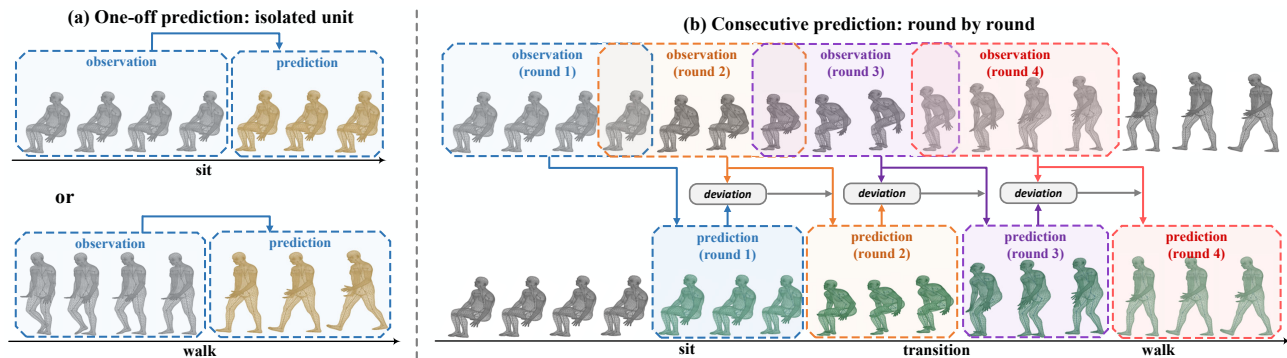 (a) One-off prediction: isolated unit
observation
prediction
sit
or
observation
prediction
walk
(b) Consecutive prediction: round by round
observation
(round 1)
observation
(round 2)
observation
(round 3)
observation
(round 4)
deviation
deviation
deviation
prediction
(round 1)
prediction
(round 2)
prediction
(round 3)
prediction
(round 4)
sit
transition
walk